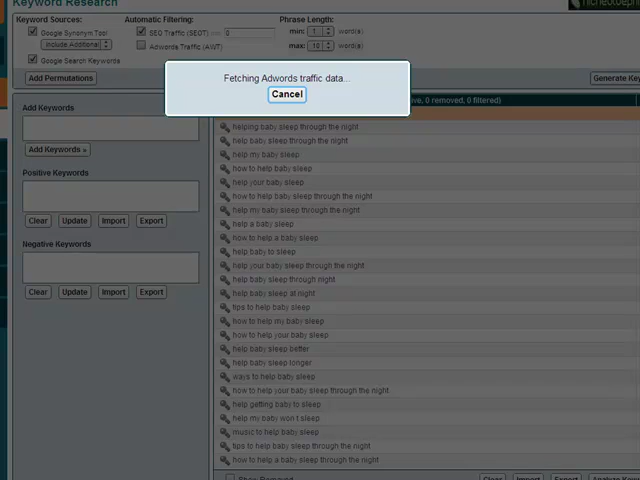 Keyword Research
Keyword Sources:
Automatic Filtering:
Phrase Length:
Google Synonym Tool
SEO Traffic (SEOT)
0
min:
1
word(s)
Include Additional
Adwords Traffic (AWT)
max:
10
word(s)
Google Search Keywords
Fetching Adwords traffic data...
Cancel
Add Permutations
Generate Key
0 removed, 0 filtered)
Add Keywords
Add Keywords »
Positive Keywords
Clear
Update
Import
Export
Negative Keywords
Clear
Update
Import
Export
helping baby sleep through the night
help baby sleep through the night
help my baby sleep
how to help baby sleep
help your baby sleep
how to help baby sleep through the night
help my baby sleep through the night
help a baby sleep
how to help a baby sleep
help baby to sleep
help your baby sleep through the night
help baby sleep through night
help baby sleep at night
tips to help baby sleep
how to help my baby sleep
how to help your baby sleep
help baby sleep better
help baby sleep longer
ways to help baby sleep
how to help your baby sleep through the night
help getting baby to sleep
help my baby won't sleep
music to help baby sleep
tips to help baby sleep through the night
how to help a baby sleep through the night
Show Removed
Clear
Import
Export